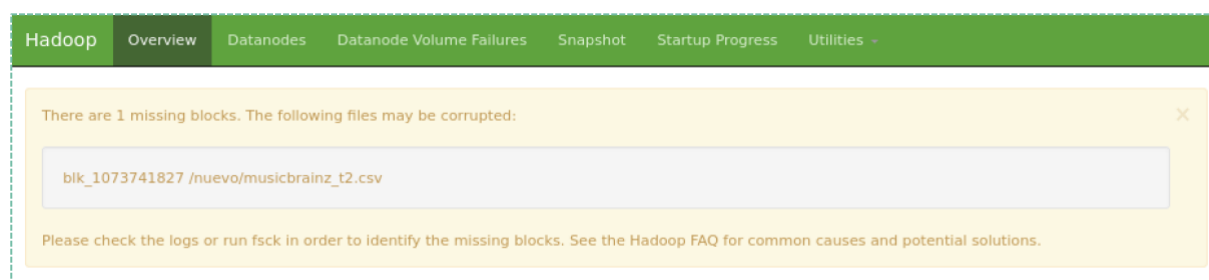 Hadoop Overview Datanodes Datanode Volume Failures Snapshot Startup Progress Utilities
There are 1 missing blocks. The following files may be corrupted:
blk_1073741827 /nuevo/musicbrainz_t2.csv
Please check the logs or run fsck in order to identify the missing blocks. See the Hadoop FAQ for common causes and potential solutions.